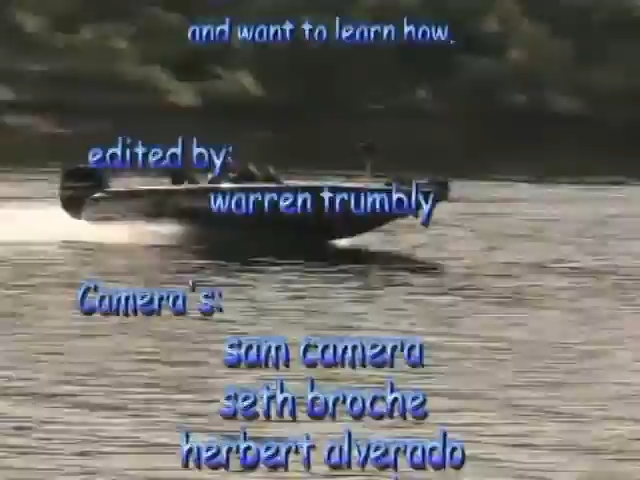 and want to learn how.
edited by:
warren trumbly
Camera's:
sam camera
seth broche
herbert alverado